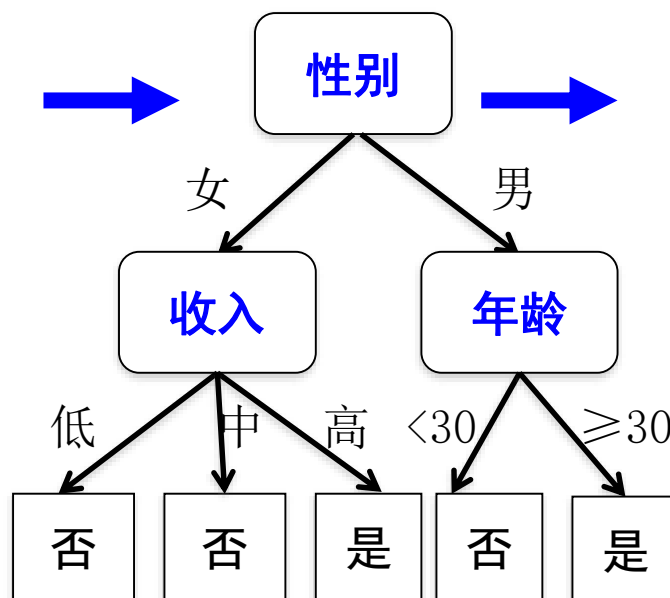 性别
女 男
收入 年龄
低 中 高 <30 ≥30
否 否 是 否 是